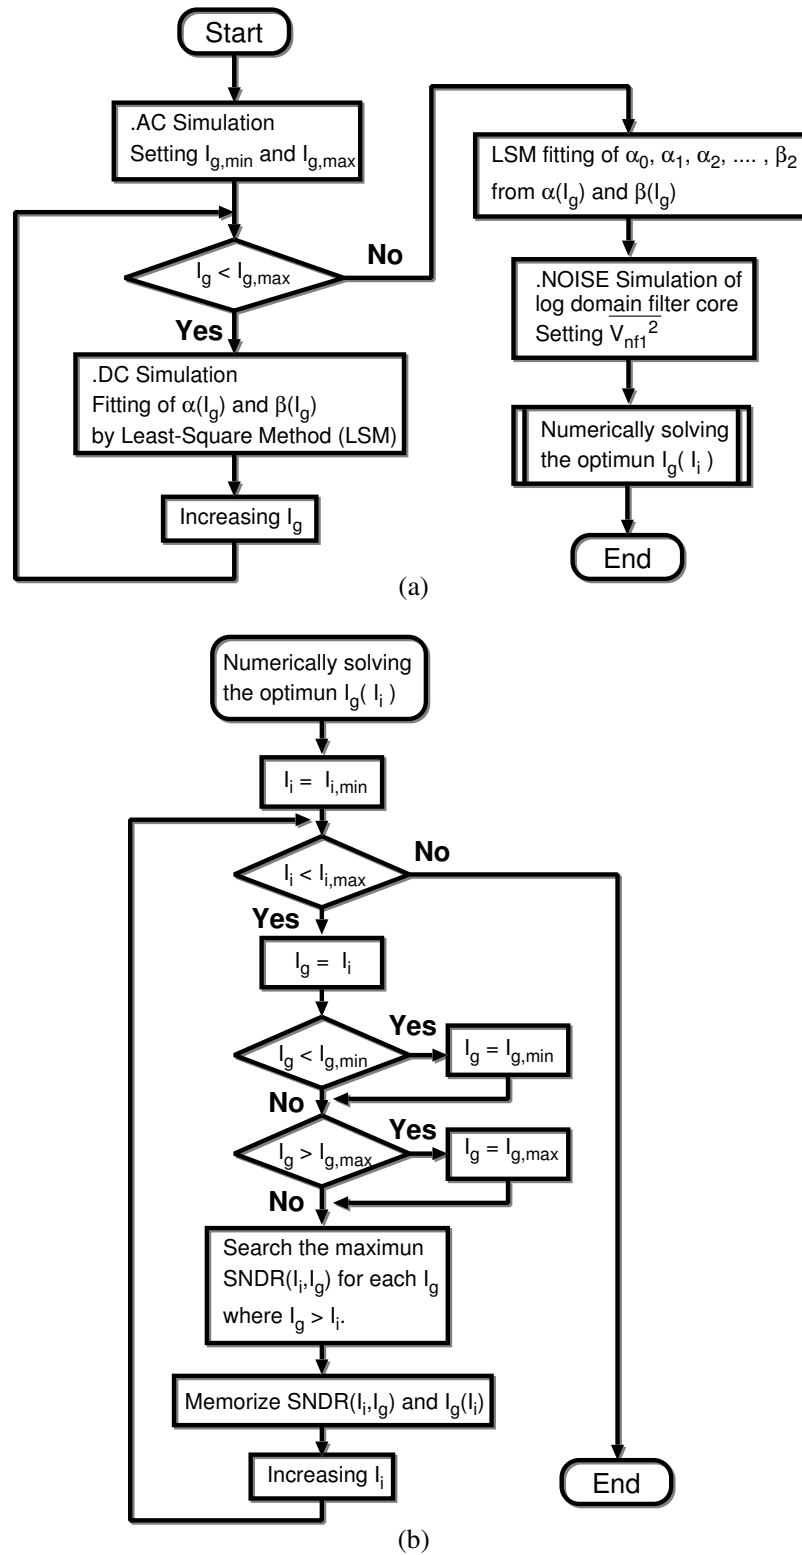 Start
.AC Simulation
Setting I_g,min and I_g,max
I_g < I_g,max
No
Yes
.DC Simulation
Fitting of α(I_g) and β(I_g)
by Least-Square Method (LSM)
Increasing I_g
LSM fitting of α_0, α_1, α_2, .... , β_2
from α(I_g) and β(I_g)
.NOISE Simulation of
log domain filter core
Setting V_nf1^2
Numerically solving
the optimun I_g( I_i )
End
(a)
Numerically solving
the optimun I_g( I_i )
I_i = I_i,min
I_i < I_i,max
No
Yes
I_g = I_i
I_g < I_g,min
Yes
I_g = I_g,min
No
I_g > I_g,max
Yes
I_g = I_g,max
No
Search the maximun
SNDR(I_i,I_g) for each I_g
where I_g > I_i.
Memorize SNDR(I_i,I_g) and I_g(I_i)
Increasing I_i
End
(b)